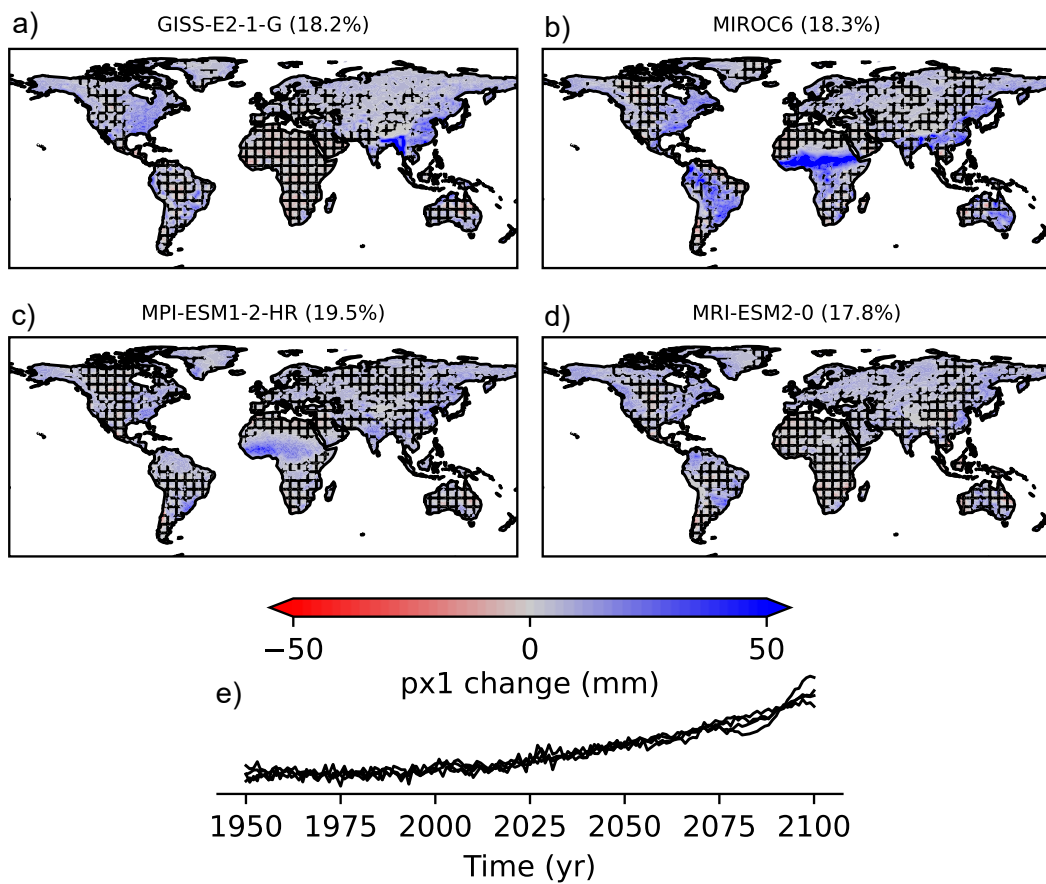 a) GISS-E2-1-G (18.2%)
b) MIROC6 (18.3%)
c) MPI-ESM1-2-HR (19.5%)
d) MRI-ESM2-0 (17.8%)
−50 0 50
px1 change (mm)
e)
1950 1975 2000 2025 2050 2075 2100
Time (yr)